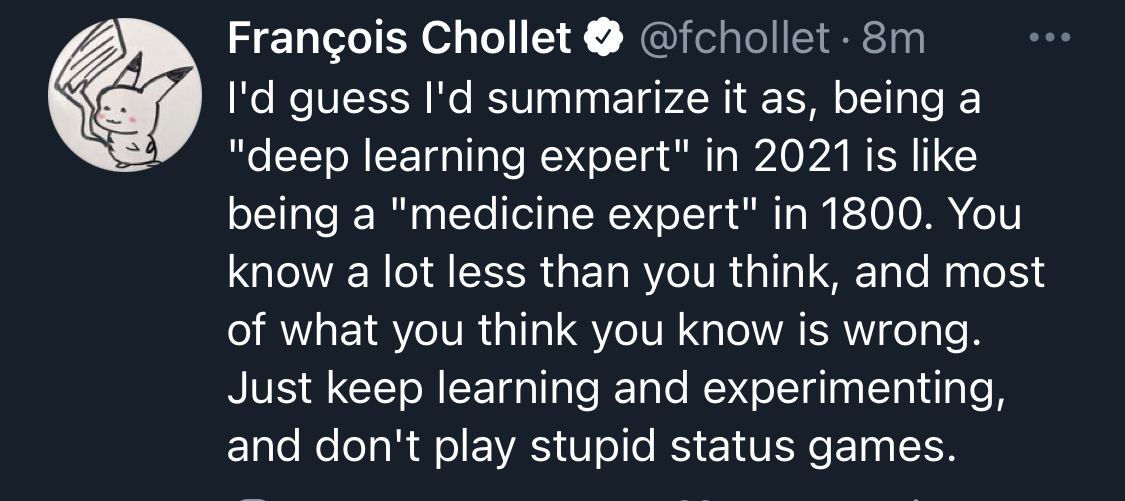 François Chollet @fchollet · 8m
I'd guess I'd summarize it as, being a
"deep learning expert" in 2021 is like
being a "medicine expert" in 1800. You
know a lot less than you think, and most
of what you think you know is wrong.
Just keep learning and experimenting,
and don't play stupid status games.